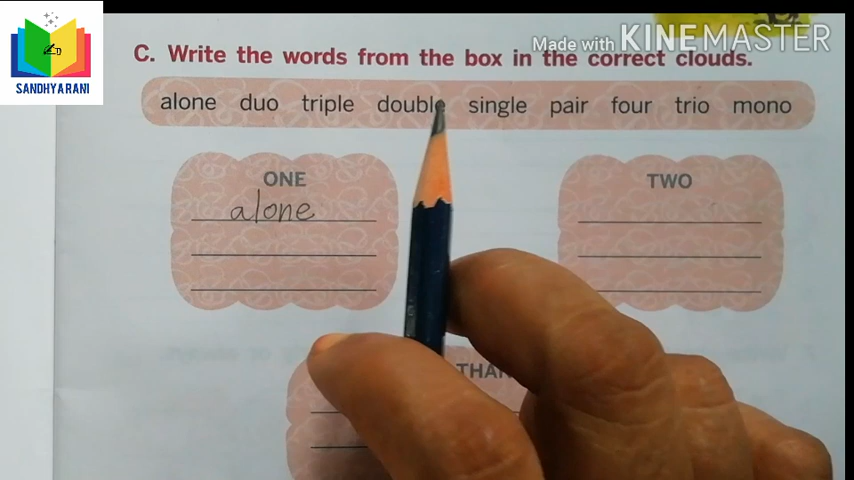 SANDHYARANI
Made with KINEMASTER
C. Write the words from the box in the correct clouds.
alone duo triple double single pair four trio mono
ONE
alone
TWO